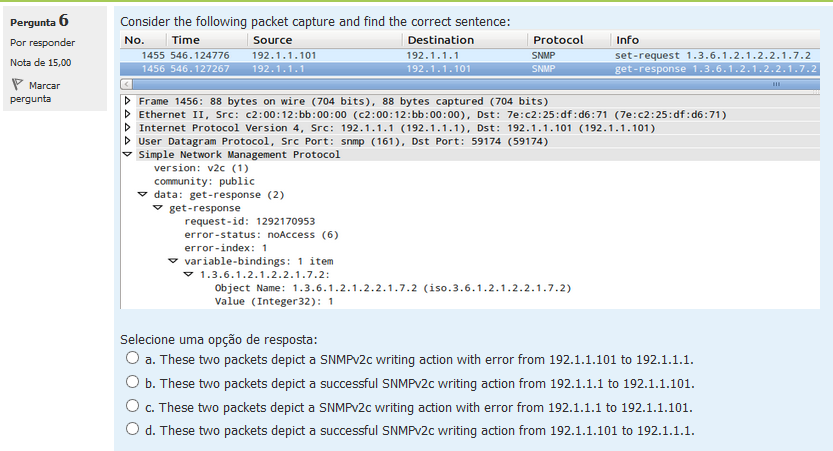 Pergunta 6
Por responder
Nota de 15,00
Marcar
pergunta
Consider the following packet capture and find the correct sentence:
No. Time Source Destination Protocol Info
1455 546.124776 192.1.1.101 192.1.1.1 SNMP set-request 1.3.6.1.2.1.2.2.1.7.2
1456 546.127267 192.1.1.1 192.1.1.101 SNMP get-response 1.3.6.1.2.1.2.2.1.7.2
Frame 1456: 88 bytes on wire (704 bits), 88 bytes captured (704 bits)
Ethernet II, Src: c2:00:12:bb:00:00 (c2:00:12:bb:00:00), Dst: 7e:c2:25:df:d6:71 (7e:c2:25:df:d6:71)
Internet Protocol Version 4, Src: 192.1.1.1 (192.1.1.1), Dst: 192.1.1.101 (192.1.1.101)
User Datagram Protocol, Src Port: snmp (161), Dst Port: 59174 (59174)
Simple Network Management Protocol
version: v2c (1)
community: public
data: get-response (2)
get-response
request-id: 1292170953
error-status: noAccess (6)
error-index: 1
variable-bindings: 1 item
1.3.6.1.2.1.2.2.1.7.2:
Object Name: 1.3.6.1.2.1.2.2.1.7.2 (iso.3.6.1.2.1.2.2.1.7.2)
Value (Integer32): 1
Selecione uma opção de resposta:
a. These two packets depict a SNMPv2c writing action with error from 192.1.1.101 to 192.1.1.1.
b. These two packets depict a successful SNMPv2c writing action from 192.1.1.1 to 192.1.1.101.
c. These two packets depict a SNMPv2c writing action with error from 192.1.1.1 to 192.1.1.101.
d. These two packets depict a successful SNMPv2c writing action from 192.1.1.101 to 192.1.1.1.